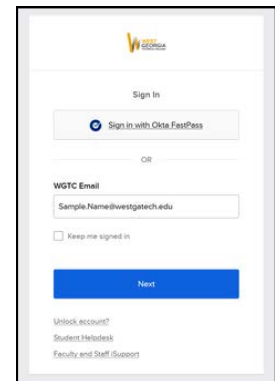 WEST
GEORGIA
Sign In
Sign in with Okta FastPass
OR
WGTC Email
Sample.Name@westgatech.edu
Keep me signed in
Next
Unlock account?
Student Helpdesk
Faculty and Staff iSupport